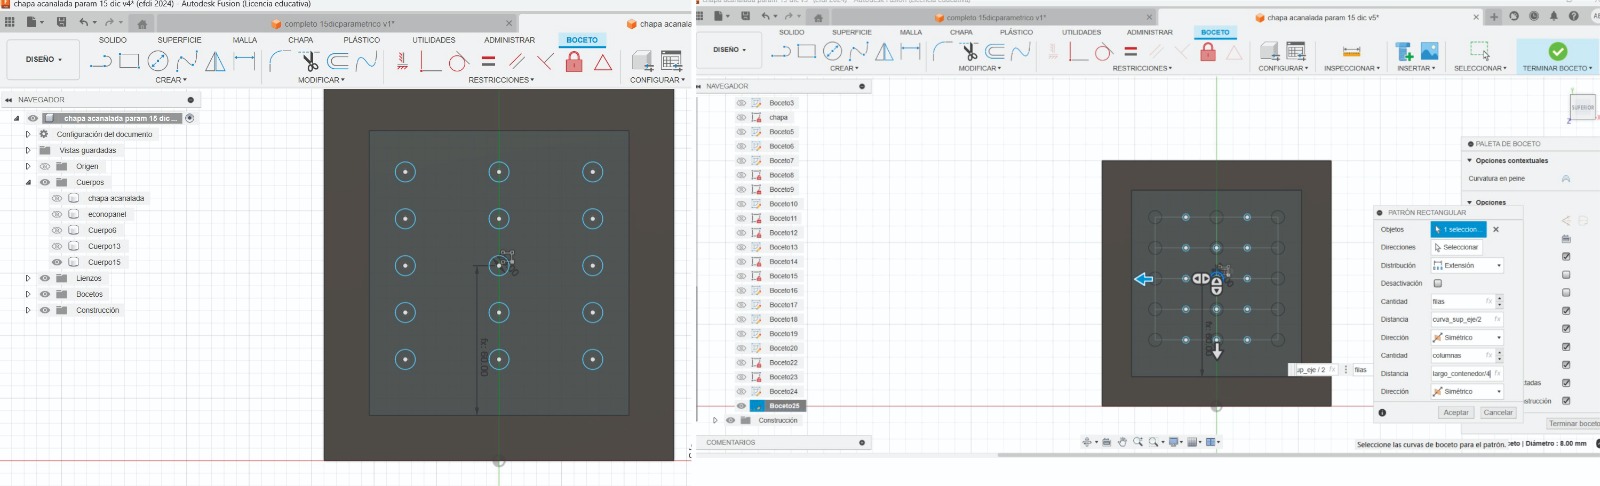 chapa acanalada param 15 dic v4* (efdi 2024) - Autodesk Fusion (Licencia educativa)
completo 15dicparametrico v1*
chapa acanala
SOLIDO
SUPERFICIE
MALLA
CHAPA
PLÁSTICO
UTILIDADES
ADMINISTRAR
BOCETO
DISEÑO
CREAR
MODIFICAR
RESTRICCIONES
CONFIGURAR
NAVEGADOR
chapa acanalada param 15 dic ...
Configuración del documento
Vistas guardadas
Origen
Cuerpos
chapa acanalada
econopanel
Cuerpo6
Cuerpo13
Cuerpo15
Lienzos
Bocetos
Construcción
completo 15dicparametrico v1*
chapa acanalada param 15 dic v5*
SOLIDO
SUPERFICIE
MALLA
CHAPA
PLÁSTICO
UTILIDADES
ADMINISTRAR
BOCETO
DISEÑO
CREAR
MODIFICAR
RESTRICCIONES
CONFIGURAR
INSPECCIONAR
INSERTAR
SELECCIONAR
TERMINAR BOCETO
NAVEGADOR
Boceto3
chapa
Boceto5
Boceto6
Boceto7
Boceto8
Boceto9
Boceto10
Boceto11
Boceto12
Boceto13
Boceto14
Boceto15
Boceto16
Boceto17
Boceto18
Boceto19
Boceto20
Boceto22
Boceto23
Boceto24
Boceto25
Construcción
COMENTARIOS
SUPERIOR
PALETA DE BOCETO
Opciones contextuales
Curvatura en peine
Opciones
PATRÓN RECTANGULAR
Objetos
1 seleccion...
Direcciones
Seleccionar
Distribución
Extensión
Desactivación
Cantidad
filas
Distancia
curva_sup_eje/2
Dirección
Simétrico
Cantidad
columnas
Distancia
largo_contenedor/4
Dirección
Simétrico
Aceptar
Cancelar
up_eje / 2
filas
Terminar boceto
Seleccione las curvas de boceto para el patrón.
| Diámetro : 8.00 mm